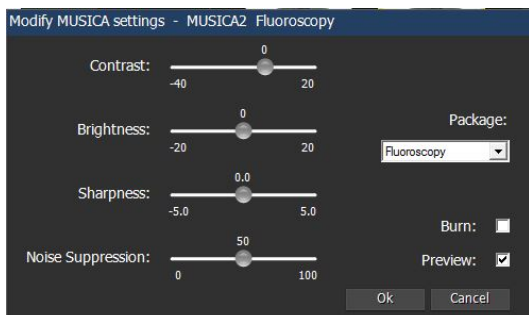 Modify MUSICA settings - MUSICA2 Fluoroscopy
Contrast:
0
-40 20
Brightness:
0
-20 20
Sharpness:
0.0
-5.0 5.0
Noise Suppression:
50
0 100
Package:
Fluoroscopy
Burn:
Preview:
Ok Cancel